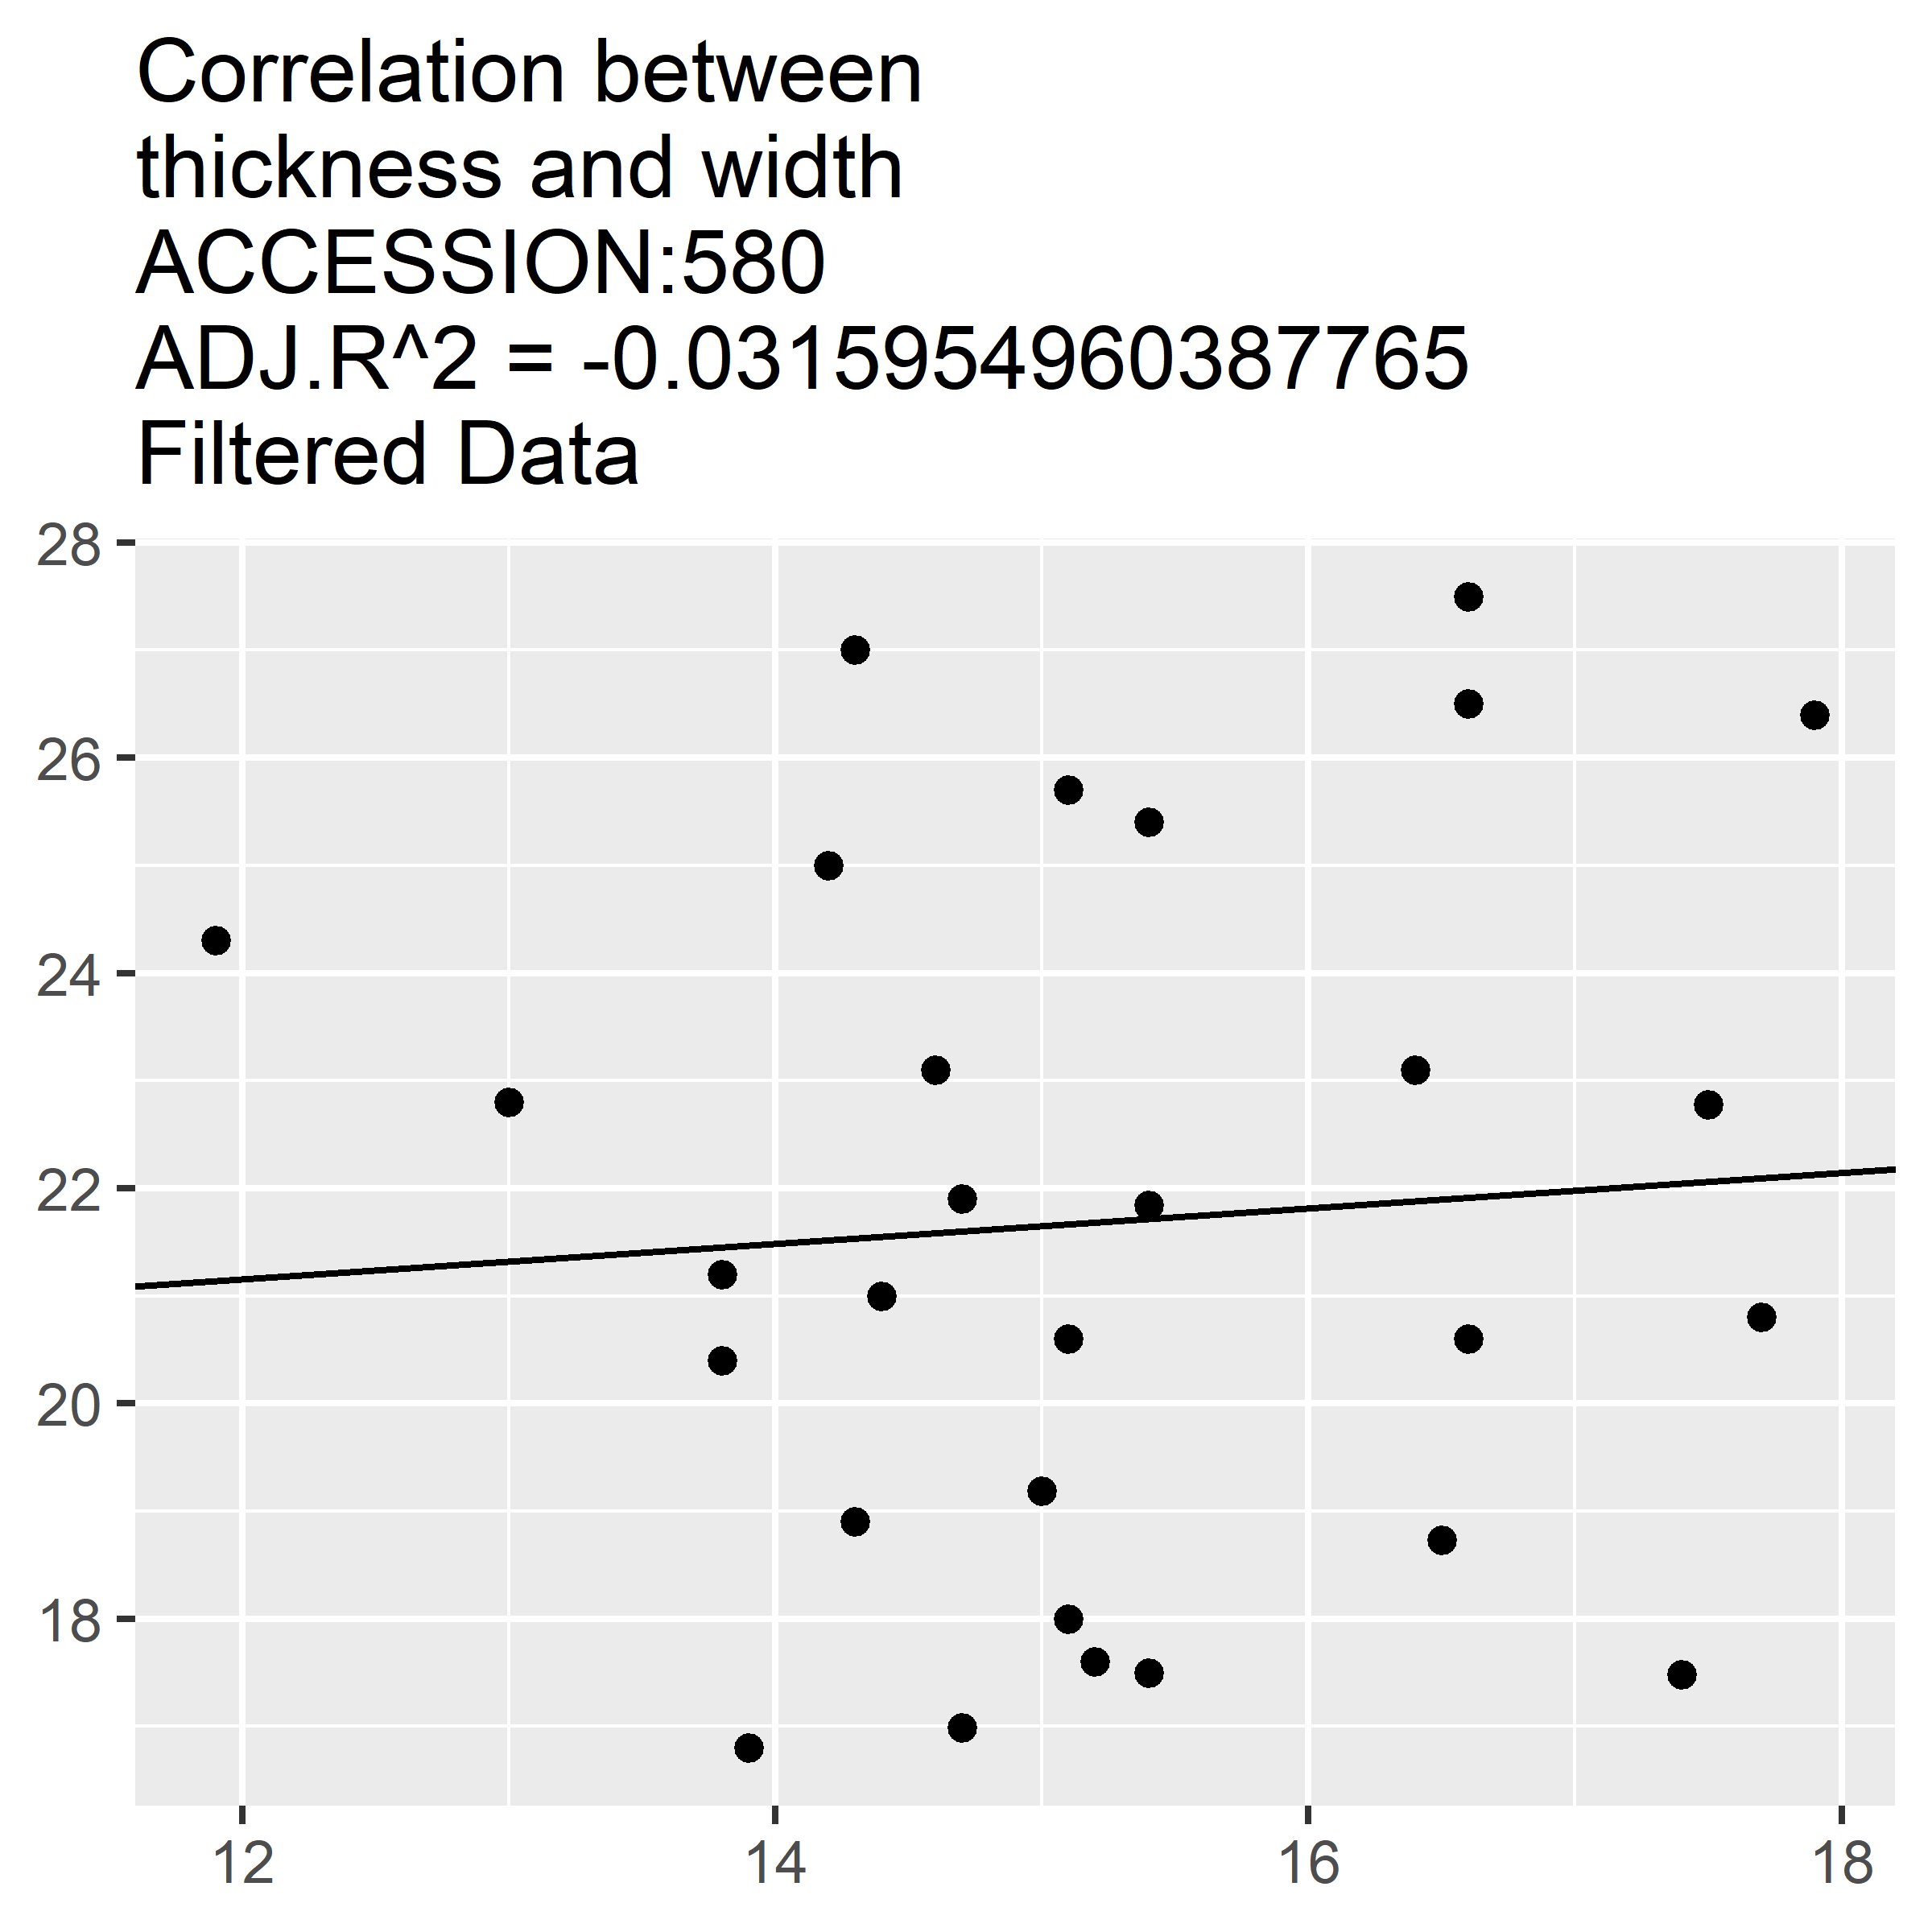 Correlation between
thickness and width
ACCESSION:580
ADJ.R^2 = -0.0315954960387765
Filtered Data
28
26
24
22
20
18
12 14 16 18